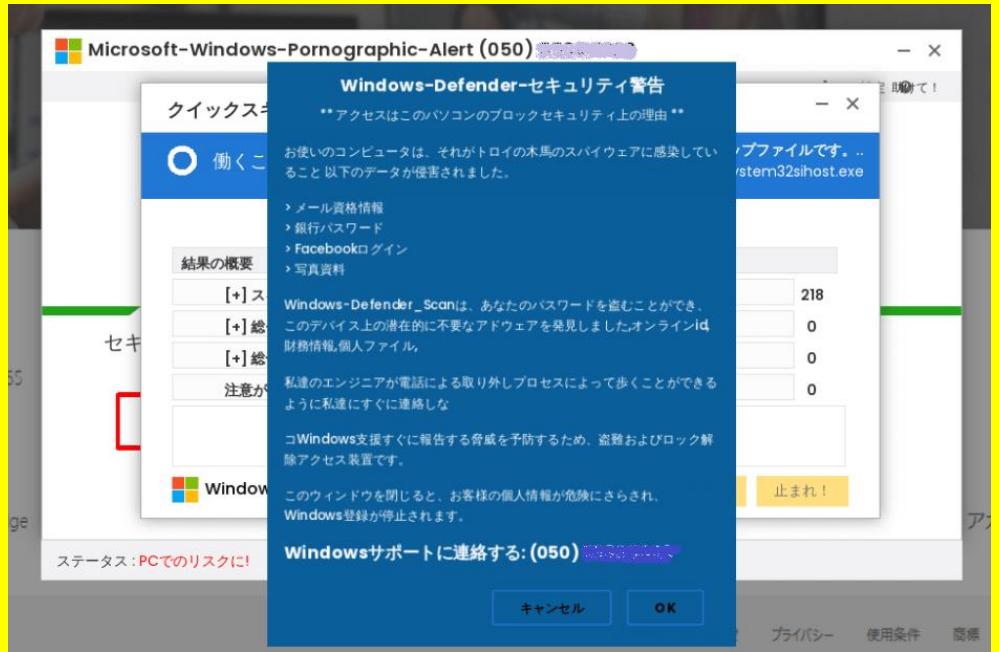 Microsoft-Windows-Pornographic-Alert (050)
助けて！
クイックス
働くこ
ップファイルです。..
ystem32sihost.exe
結果の概要
[+] ス
218
[+] 総
0
[+] 総
0
注意が
0
セキ
55
Window
止まれ！
ge
ア
ステータス : PCでのリスクに!
Windows-Defender-セキュリティ警告
** アクセスはこのパソコンのブロックセキュリティ上の理由 **
お使いのコンピュータは、それがトロイの木馬のスパイウェアに感染してい
ること 以下のデータが侵害されました。
> メール資格情報
> 銀行パスワード
> Facebookログイン
> 写真資料
Windows-Defender_Scanは、あなたのパスワードを盗むことができ、
このデバイス上の潜在的に不要なアドウェアを発見しました,オンラインid,
財務情報,個人ファイル,
私達のエンジニアが電話による取り外しプロセスによって歩くことができる
ように私達にすぐに連絡しな
コWindows支援すぐに報告する脅威を予防するため、盗難およびロック解
除アクセス装置です。
このウィンドウを閉じると、お客様の個人情報が危険にさらされ、
Windows登録が停止されます。
Windowsサポートに連絡する: (050)
キャンセル
OK
プライバシー
使用条件
商標